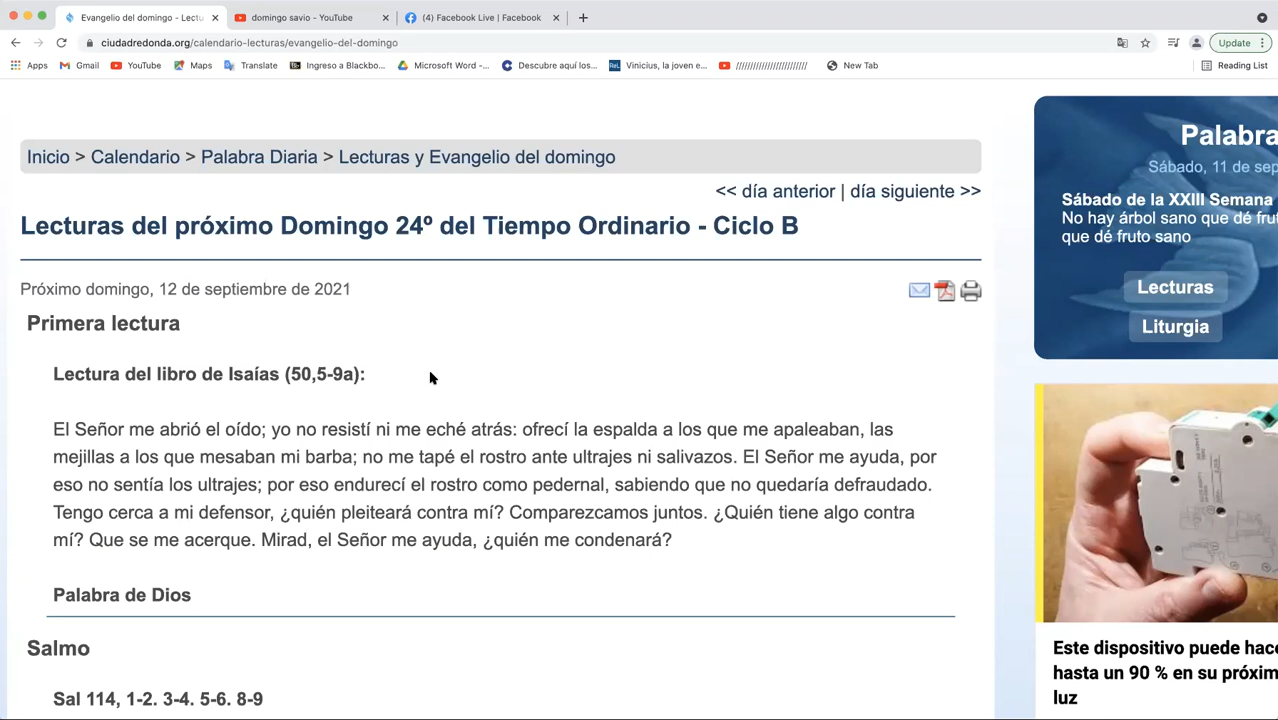 Evangelio del domingo - Lectu
domingo savio - YouTube
(4) Facebook Live | Facebook
ciudadredonda.org/calendario-lecturas/evangelio-del-domingo
Update
Apps
Gmail
YouTube
Maps
Translate
Ingreso a Blackbo...
Microsoft Word -...
Descubre aquí los...
Vinicius, la joven e...
////////////////////////
New Tab
Reading List
Inicio > Calendario > Palabra Diaria > Lecturas y Evangelio del domingo
<< día anterior | día siguiente >>
Lecturas del próximo Domingo 24º del Tiempo Ordinario - Ciclo B
Próximo domingo, 12 de septiembre de 2021
Primera lectura
Lectura del libro de Isaías (50,5-9a):
El Señor me abrió el oído; yo no resistí ni me eché atrás: ofrecí la espalda a los que me apaleaban, las
mejillas a los que mesaban mi barba; no me tapé el rostro ante ultrajes ni salivazos. El Señor me ayuda, por
eso no sentía los ultrajes; por eso endurecí el rostro como pedernal, sabiendo que no quedaría defraudado.
Tengo cerca a mi defensor, ¿quién pleiteará contra mí? Comparezcamos juntos. ¿Quién tiene algo contra
mí? Que se me acerque. Mirad, el Señor me ayuda, ¿quién me condenará?
Palabra de Dios
Salmo
Sal 114, 1-2. 3-4. 5-6. 8-9
Palabra
Sábado, 11 de sep
Sábado de la XXIII Semana
No hay árbol sano que dé frut
que dé fruto sano
Lecturas
Liturgia
Este dispositivo puede hace
hasta un 90 % en su próxim
luz